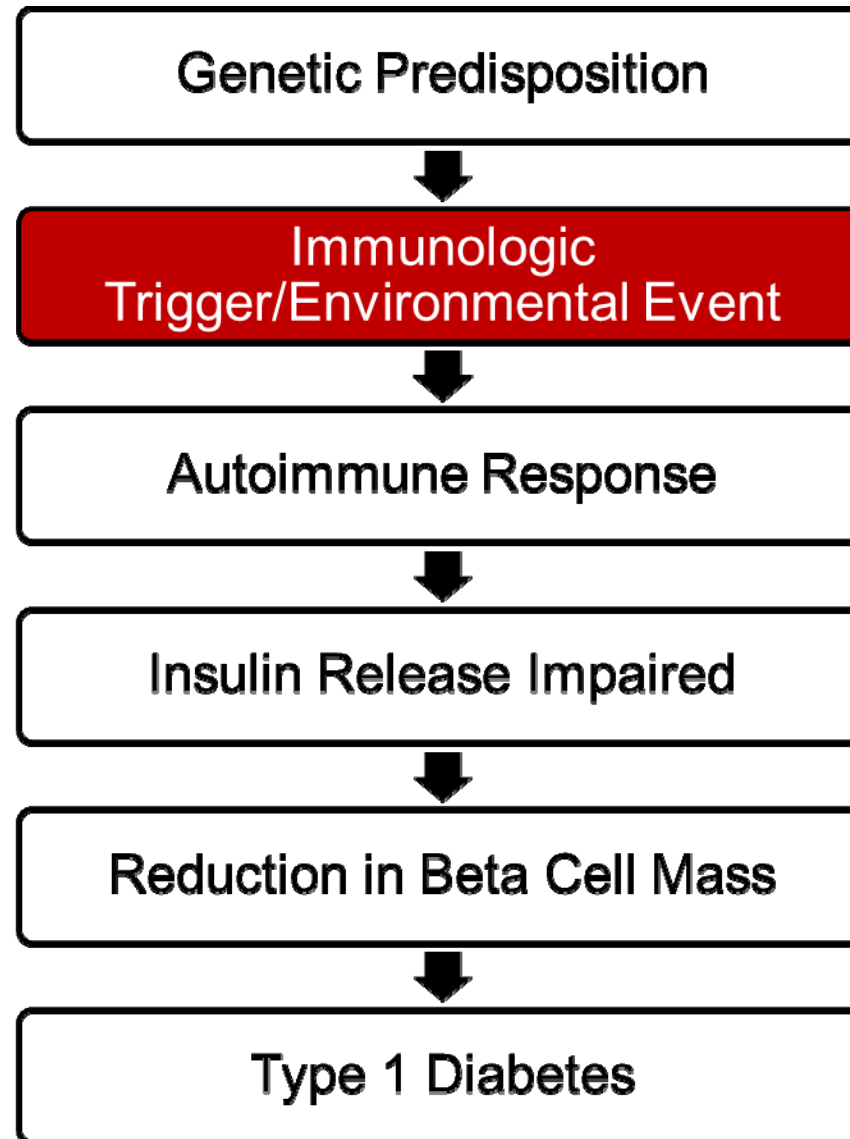 Genetic Predisposition
Immunologic
Trigger/Environmental Event
Autoimmune Response
Insulin Release Impaired
Reduction in Beta Cell Mass
Type 1 Diabetes